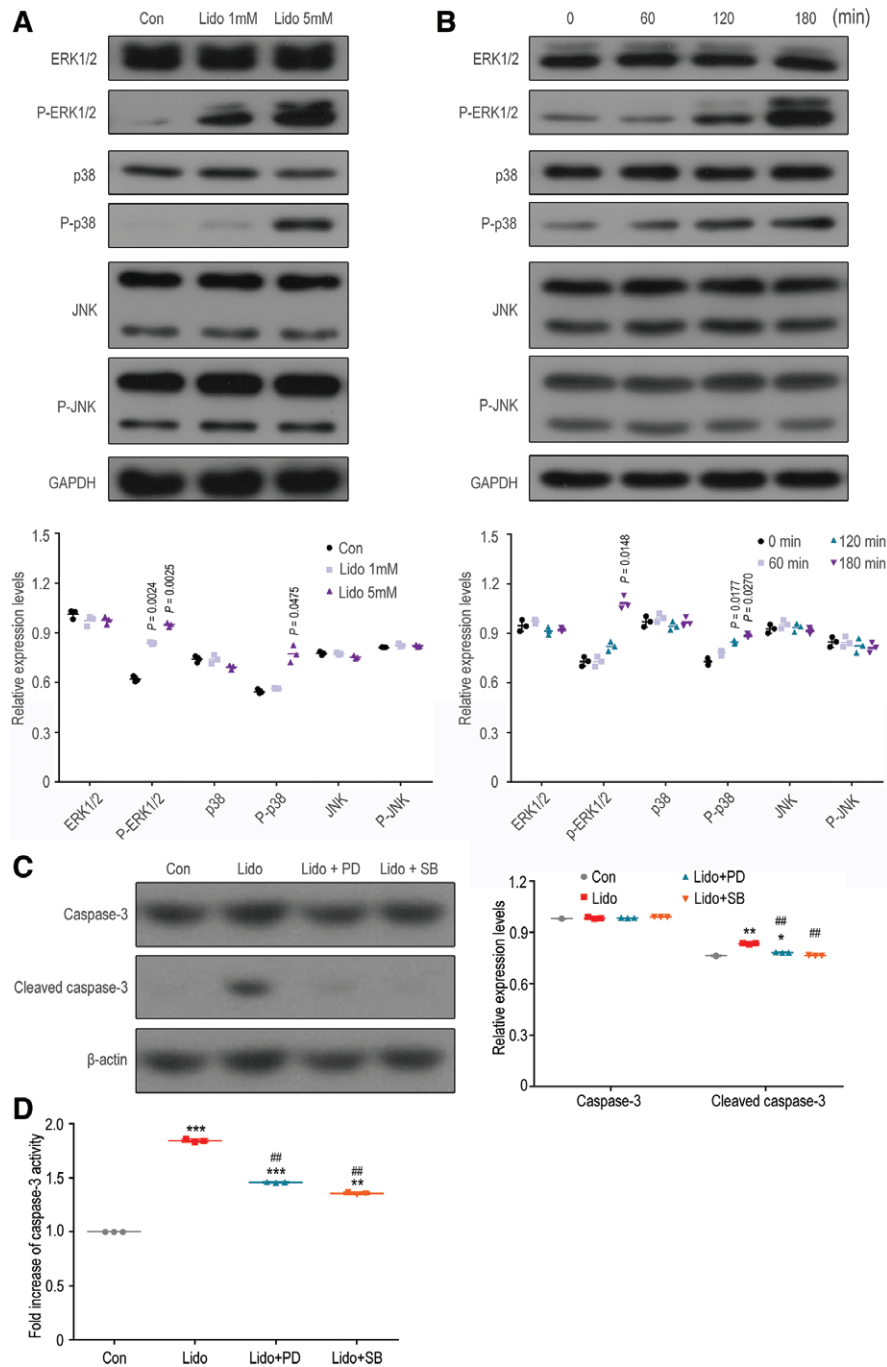 A
Con Lido 1mM Lido 5mM
ERK1/2
P-ERK1/2
p38
P-p38
JNK
P-JNK
GAPDH
B
0 60 120 180 (min)
ERK1/2
P-ERK1/2
p38
P-p38
JNK
P-JNK
GAPDH
Relative expression levels
1.5
1.2
0.9
0.6
0.3
0
Con
Lido 1mM
Lido 5mM
P = 0.0024
P = 0.0025
P = 0.0475
ERK1/2 P-ERK1/2 p38 P-p38 JNK P-JNK
Relative expression levels
1.5
1.2
0.9
0.6
0.3
0
0 min 120 min
60 min 180 min
P = 0.0148
P = 0.0177
P = 0.0270
ERK1/2 p-ERK1/2 p38 P-p38 JNK P-JNK
C
Con Lido Lido + PD Lido + SB
Caspase-3
Cleaved caspase-3
β-actin
Relative expression levels
1.2
0.9
0.6
0.3
0
Con Lido+PD
Lido Lido+SB
** ## * ##
Caspase-3 Cleaved caspase-3
D
Fold increase of caspase-3 activity
2.0
1.5
1.0
0.5
0
***
##
***
##
**
Con Lido Lido+PD Lido+SB